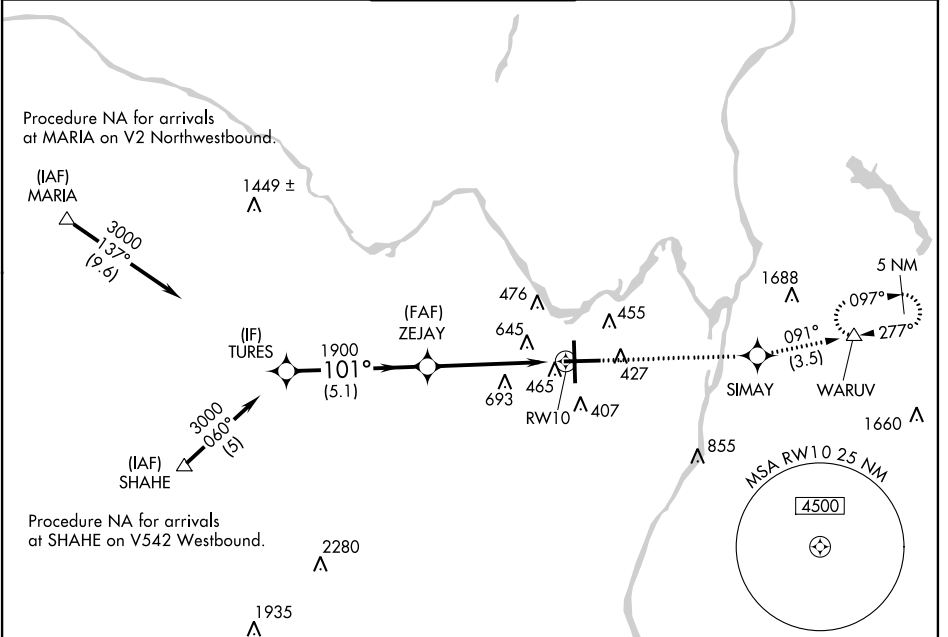 Procedure NA for arrivals
at MARIA on V2 Northwestbound.
(IAF)
MARIA
1449 ±
3000
137°
(9.6)
5 NM
1688
097°
277°
476
455
(FAF)
ZEJAY
645
(IF)
TURES
1900
101°
(5.1)
091°
(3.5)
693
465
427
SIMAY
WARUV
RW10
407
3000
060°
(5)
1660
(IAF)
SHAHE
855
MSA RW10 25 NM
4500
Procedure NA for arrivals
at SHAHE on V542 Westbound.
2280
1935